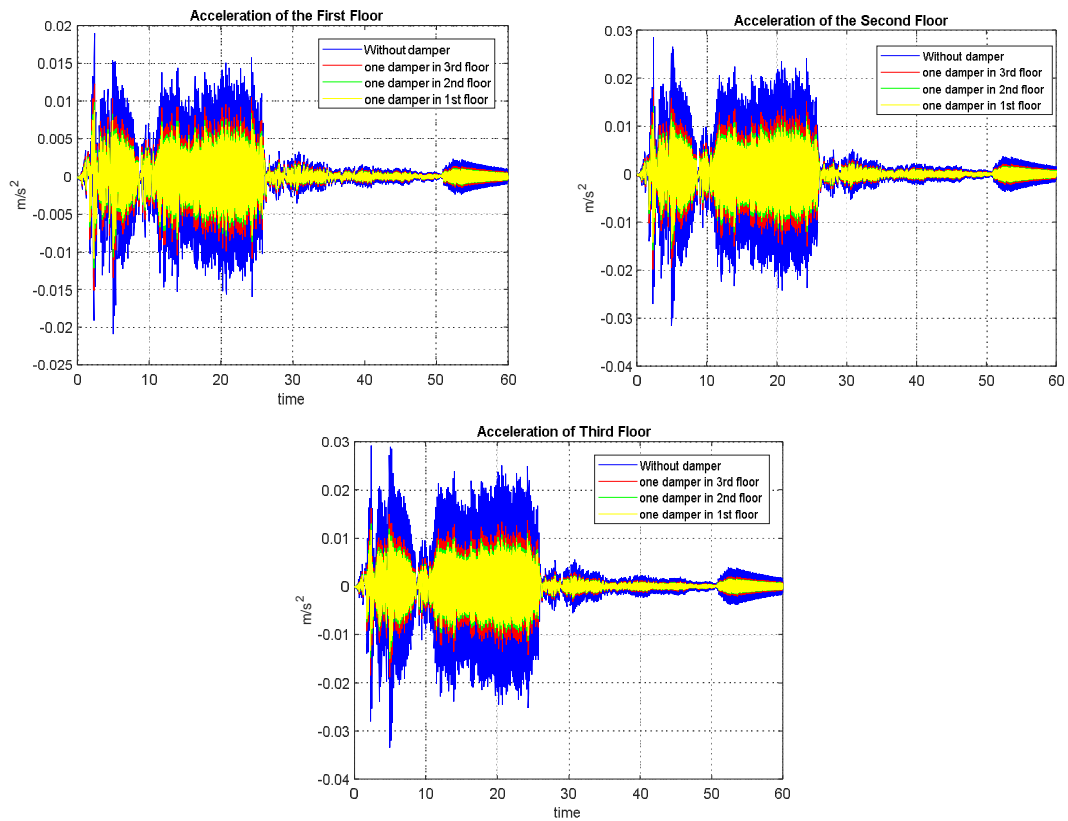 Acceleration of the First Floor
0.02
0.015
0.01
0.005
0
-0.005
-0.01
-0.015
-0.02
-0.025
m/s2
Without damper
one damper in 3rd floor
one damper in 2nd floor
one damper in 1st floor
0 10 20 30 40 50 60
time
Acceleration of the Second Floor
0.03
0.02
0.01
0
-0.01
-0.02
-0.03
-0.04
m/s2
Without damper
one damper in 3rd floor
one damper in 2nd floor
one damper in 1st floor
0 10 20 30 40 50 60
Acceleration of Third Floor
0.03
0.02
0.01
0
-0.01
-0.02
-0.03
-0.04
m/s2
Without damper
one damper in 3rd floor
one damper in 2nd floor
one damper in 1st floor
0 10 20 30 40 50 60
time